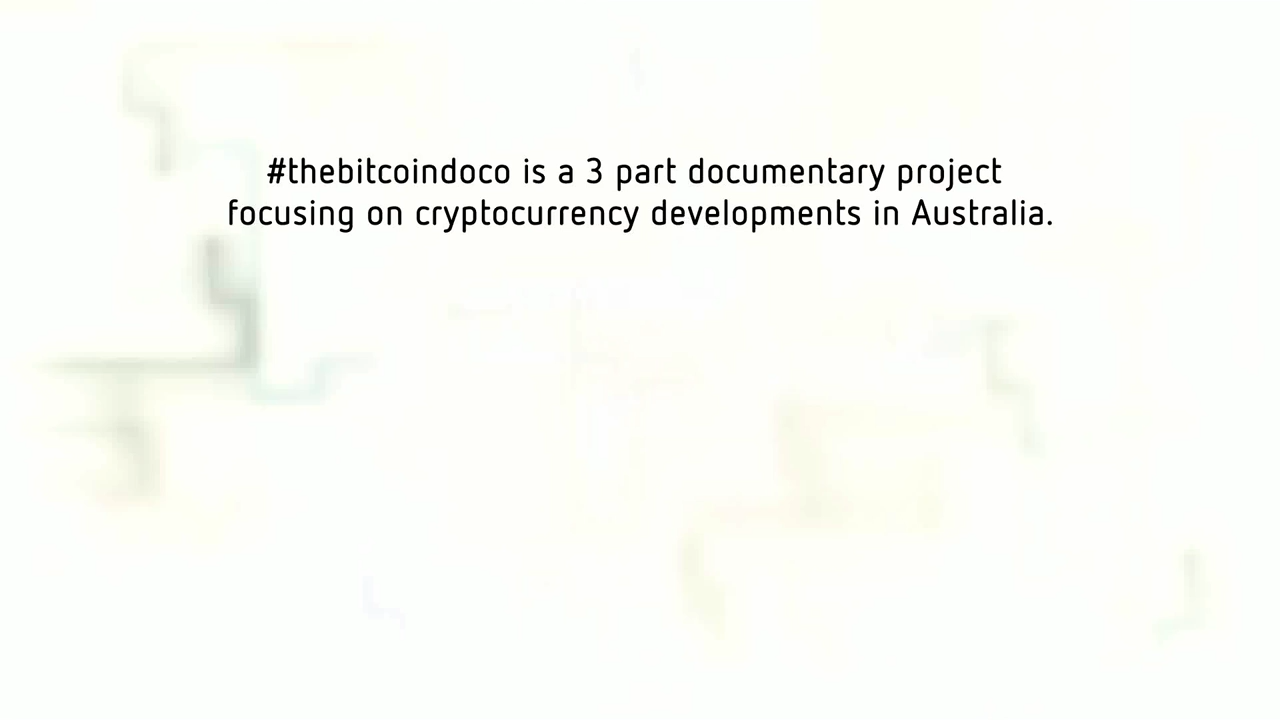 #thebitcoindoco is a 3 part documentary project
focusing on cryptocurrency developments in Australia.